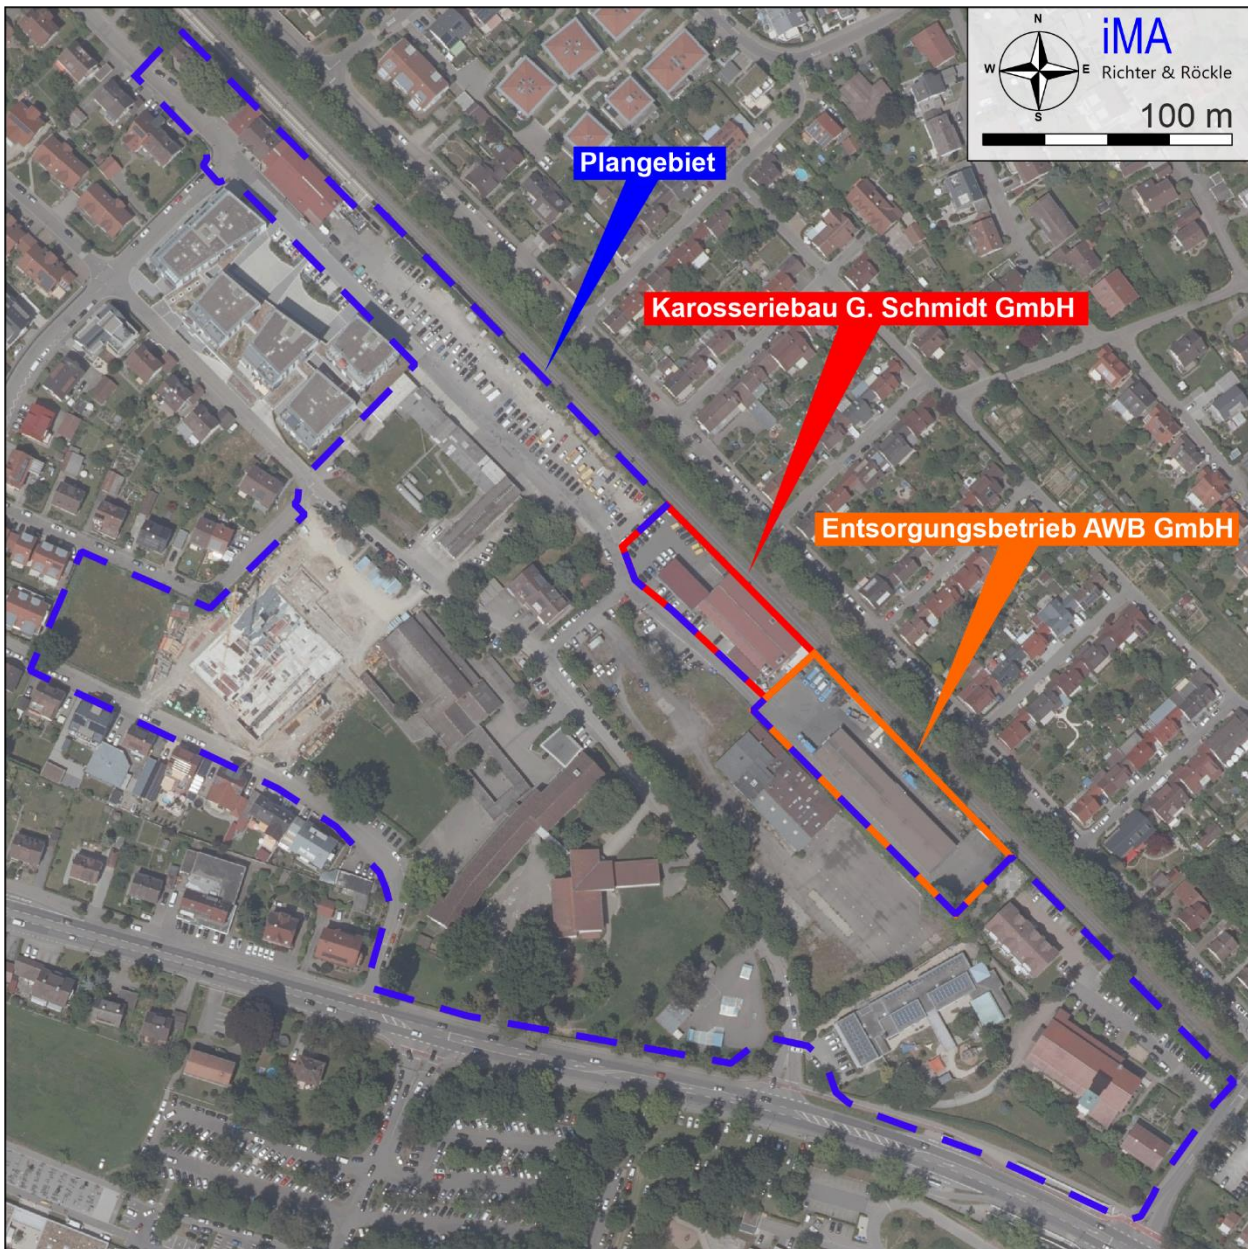 N
W E
S
iMA
Richter & Röckle
100 m
Plangebiet
Karosseriebau G. Schmidt GmbH
Entsorgungsbetrieb AWB GmbH